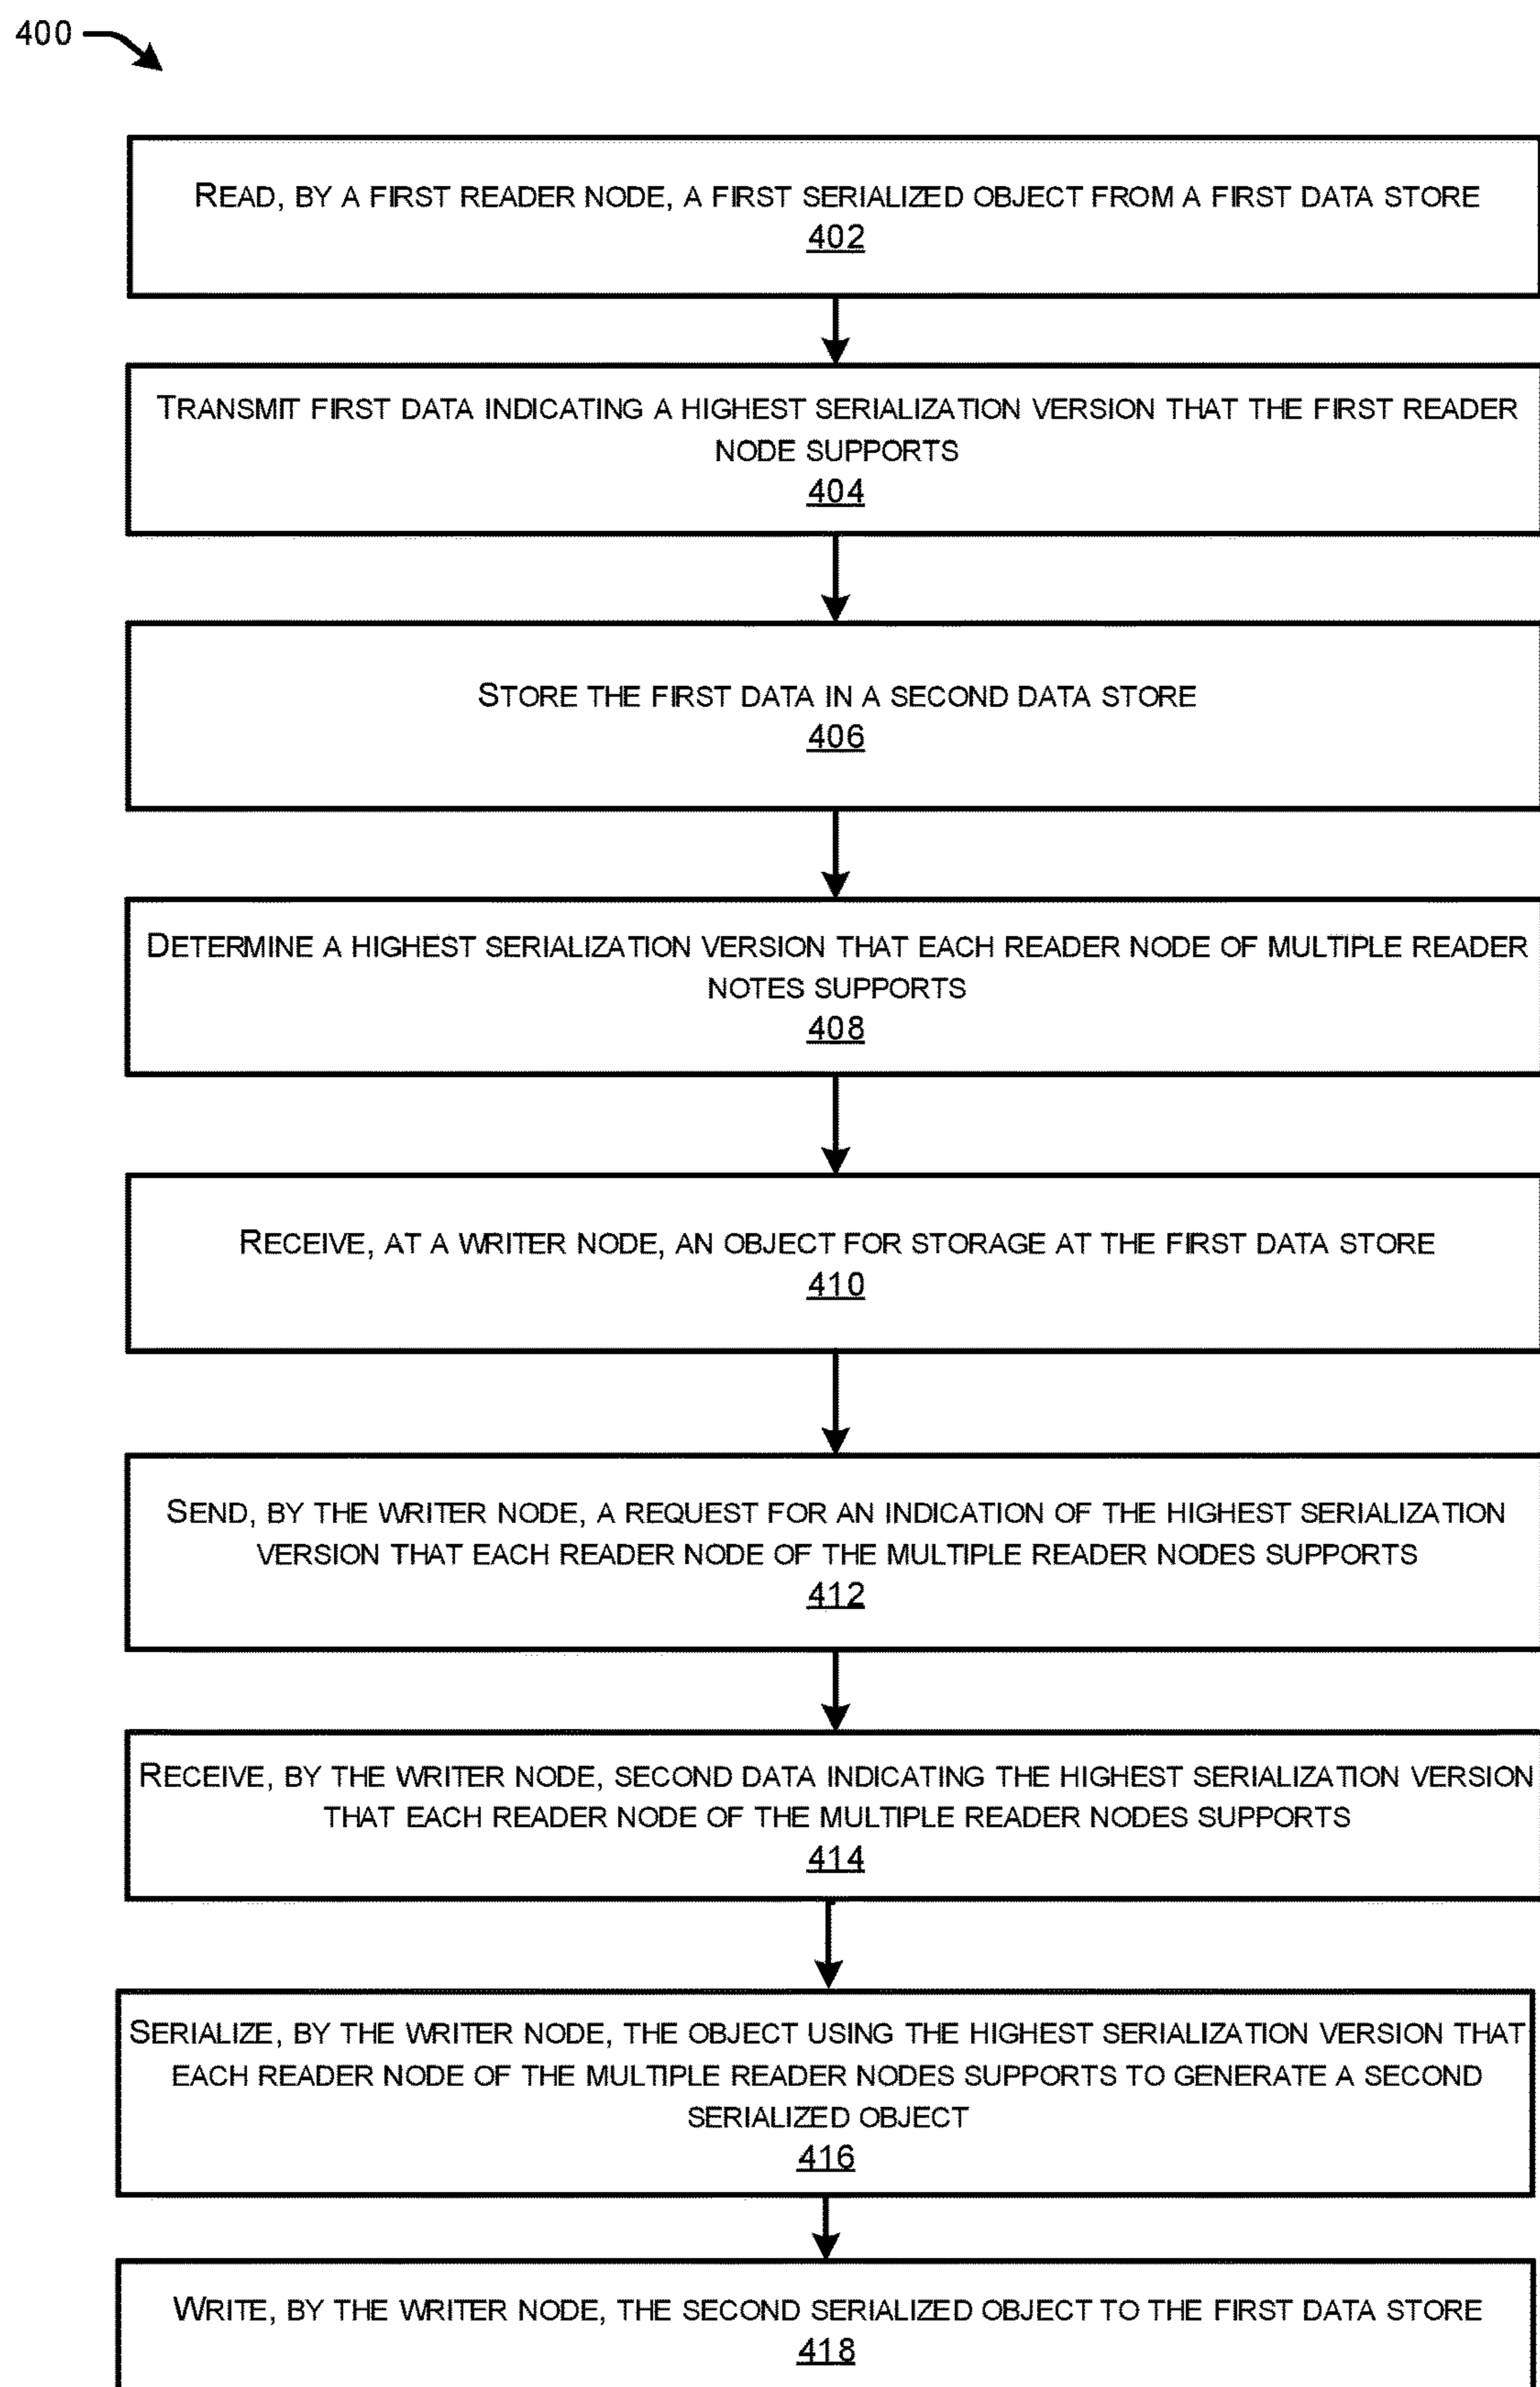 400
READ, BY A FIRST READER NODE, A FIRST SERIALIZED OBJECT FROM A FIRST DATA STORE
402
TRANSMIT FIRST DATA INDICATING A HIGHEST SERIALIZATION VERSION THAT THE FIRST READER
NODE SUPPORTS
404
STORE THE FIRST DATA IN A SECOND DATA STORE
406
DETERMINE A HIGHEST SERIALIZATION VERSION THAT EACH READER NODE OF MULTIPLE READER
NOTES SUPPORTS
408
RECEIVE, AT A WRITER NODE, AN OBJECT FOR STORAGE AT THE FIRST DATA STORE
410
SEND, BY THE WRITER NODE, A REQUEST FOR AN INDICATION OF THE HIGHEST SERIALIZATION
VERSION THAT EACH READER NODE OF THE MULTIPLE READER NODES SUPPORTS
412
RECEIVE, BY THE WRITER NODE, SECOND DATA INDICATING THE HIGHEST SERIALIZATION VERSION
THAT EACH READER NODE OF THE MULTIPLE READER NODES SUPPORTS
414
SERIALIZE, BY THE WRITER NODE, THE OBJECT USING THE HIGHEST SERIALIZATION VERSION THAT
EACH READER NODE OF THE MULTIPLE READER NODES SUPPORTS TO GENERATE A SECOND
SERIALIZED OBJECT
416
WRITE, BY THE WRITER NODE, THE SECOND SERIALIZED OBJECT TO THE FIRST DATA STORE
418